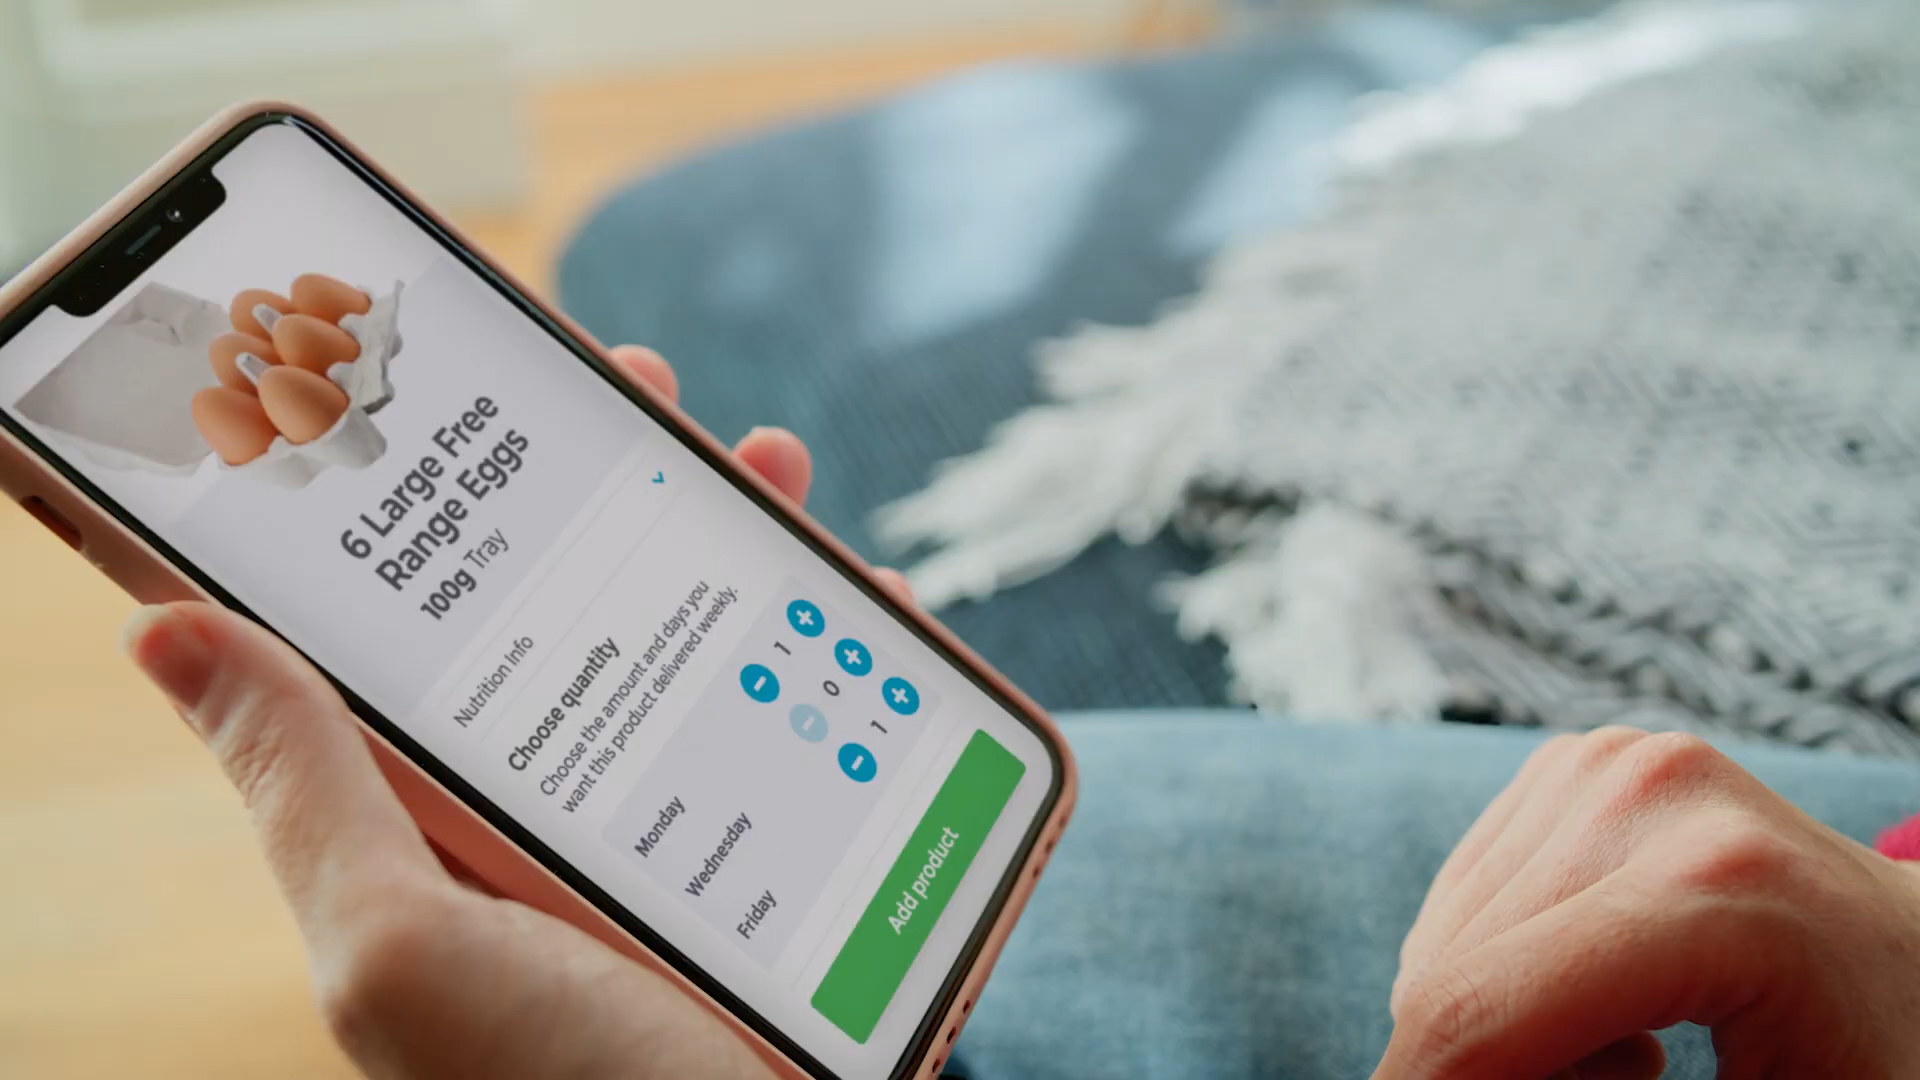 6 Large Free
Range Eggs
100g Tray
Nutrition Info
Choose quantity
Choose the amount and days you
want this product delivered weekly.
Monday - 1 +
Wednesday - 0 +
Friday - 1 +
Add product